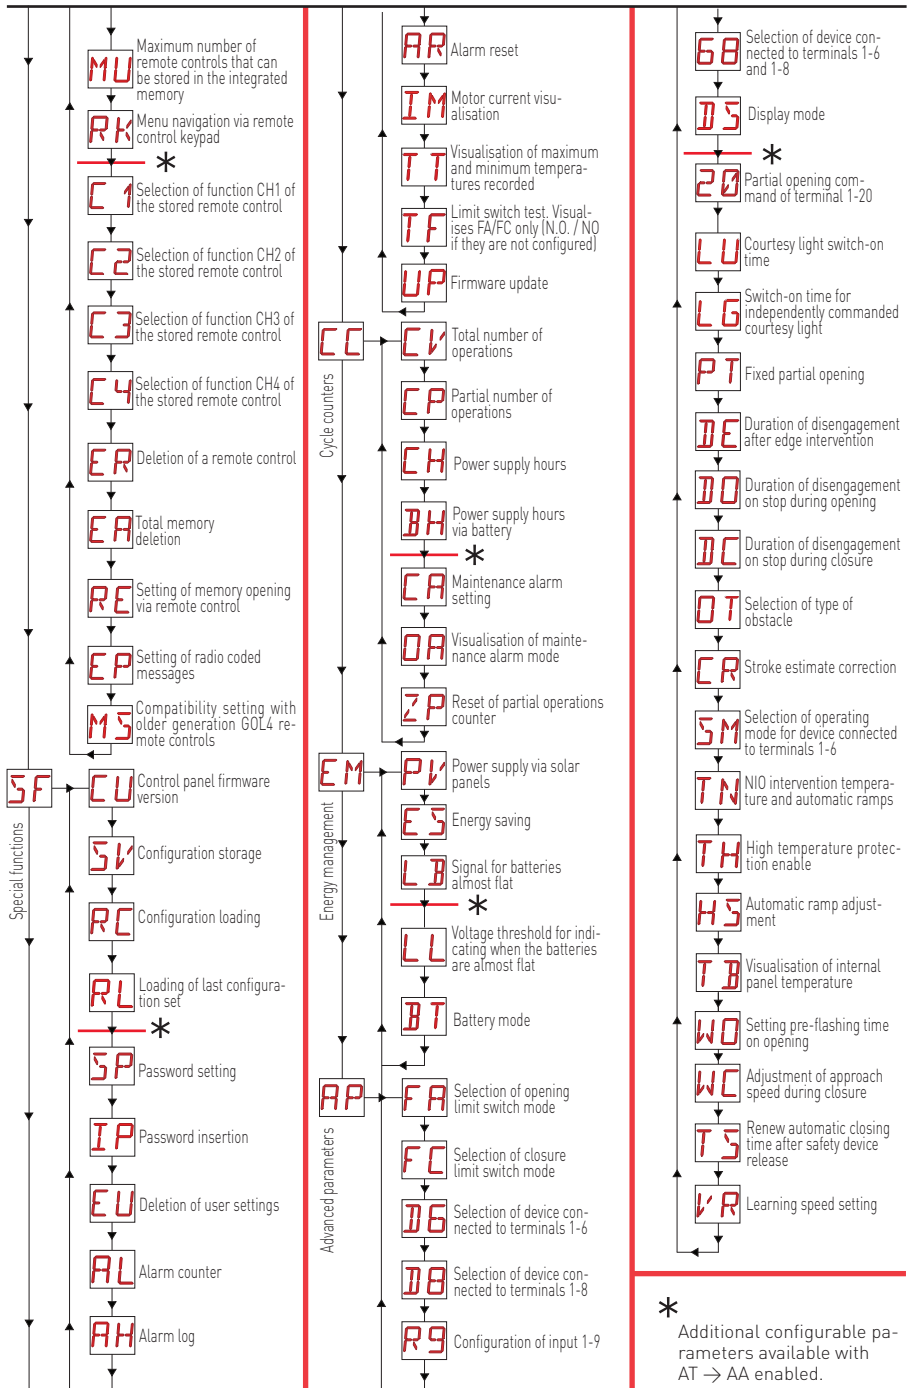 MU
Maximum number of
remote controls that can
be stored in the integrated
memory
RK
Menu navigation via remote
control keypad
*
C1
Selection of function CH1 of
the stored remote control
C2
Selection of function CH2 of
the stored remote control
C3
Selection of function CH3 of
the stored remote control
C4
Selection of function CH4 of
the stored remote control
ER
Deletion of a remote control
EA
Total memory
deletion
RE
Setting of memory opening
via remote control
EP
Setting of radio coded
messages
MS
Compatibility setting with
older generation GOL4 re-
mote controls
SF
Special functions
CU
Control panel firmware
version
SV
Configuration storage
RC
Configuration loading
RL
Loading of last configura-
tion set
*
SP
Password setting
IP
Password insertion
EU
Deletion of user settings
AL
Alarm counter
AH
Alarm log
AR
Alarm reset
IM
Motor current visu-
alisation
TT
Visualisation of maximum
and minimum tempera-
tures recorded
TF
Limit switch test. Visual-
ises FA/FC only (N.O. / NO
if they are not configured)
UP
Firmware update
CC
Cycle counters
CV
Total number of
operations
CP
Partial number of
operations
CH
Power supply hours
BH
Power supply hours
via battery
*
CA
Maintenance alarm
setting
OA
Visualisation of mainte-
nance alarm mode
ZP
Reset of partial operations
counter
EM
Energy management
PV
Power supply via solar
panels
ES
Energy saving
LB
Signal for batteries
almost flat
*
LL
Voltage threshold for indi-
cating when the batteries
are almost flat
BT
Battery mode
AP
Advanced parameters
FA
Selection of opening
limit switch mode
FC
Selection of closure
limit switch mode
D6
Selection of device con-
nected to terminals 1-6
D8
Selection of device con-
nected to terminals 1-8
R9
Configuration of input 1-9
68
Selection of device con-
nected to terminals 1-6
and 1-8
DS
Display mode
*
20
Partial opening com-
mand of terminal 1-20
LU
Courtesy light switch-on
time
LG
Switch-on time for
independently commanded
courtesy light
PT
Fixed partial opening
DE
Duration of disengagement
after edge intervention
DO
Duration of disengagement
on stop during opening
DC
Duration of disengagement
on stop during closure
OT
Selection of type of
obstacle
CR
Stroke estimate correction
SM
Selection of operating
mode for device connected
to terminals 1-6
TN
NIO intervention tempera-
ture and automatic ramps
TH
High temperature protec-
tion enable
HS
Automatic ramp adjust-
ment
TB
Visualisation of internal
panel temperature
WO
Setting pre-flashing time
on opening
WC
Adjustment of approach
speed during closure
TS
Renew automatic closing
time after safety device
release
VR
Learning speed setting
*
Additional configurable pa-
rameters available with
AT → AA enabled.